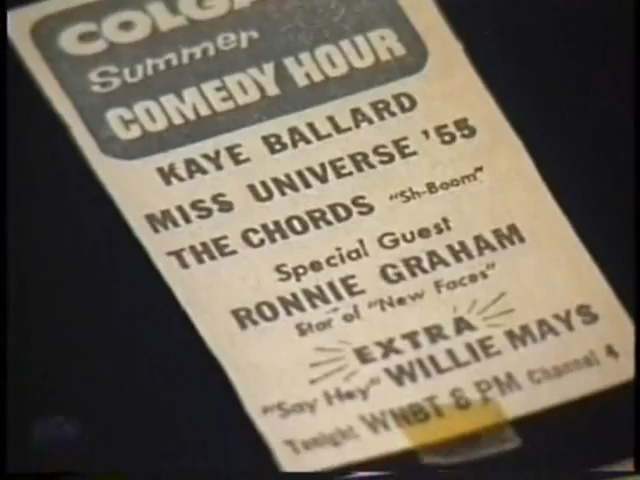 COLGA
Summer
COMEDY HOUR
KAYE BALLARD
MISS UNIVERSE '55
THE CHORDS "Sh-Boom"
Special Guest
RONNIE GRAHAM
Star of "New Faces"
EXTRA
"Say Hey" WILLIE MAYS
Tonight WNBT 8 PM Channel 4